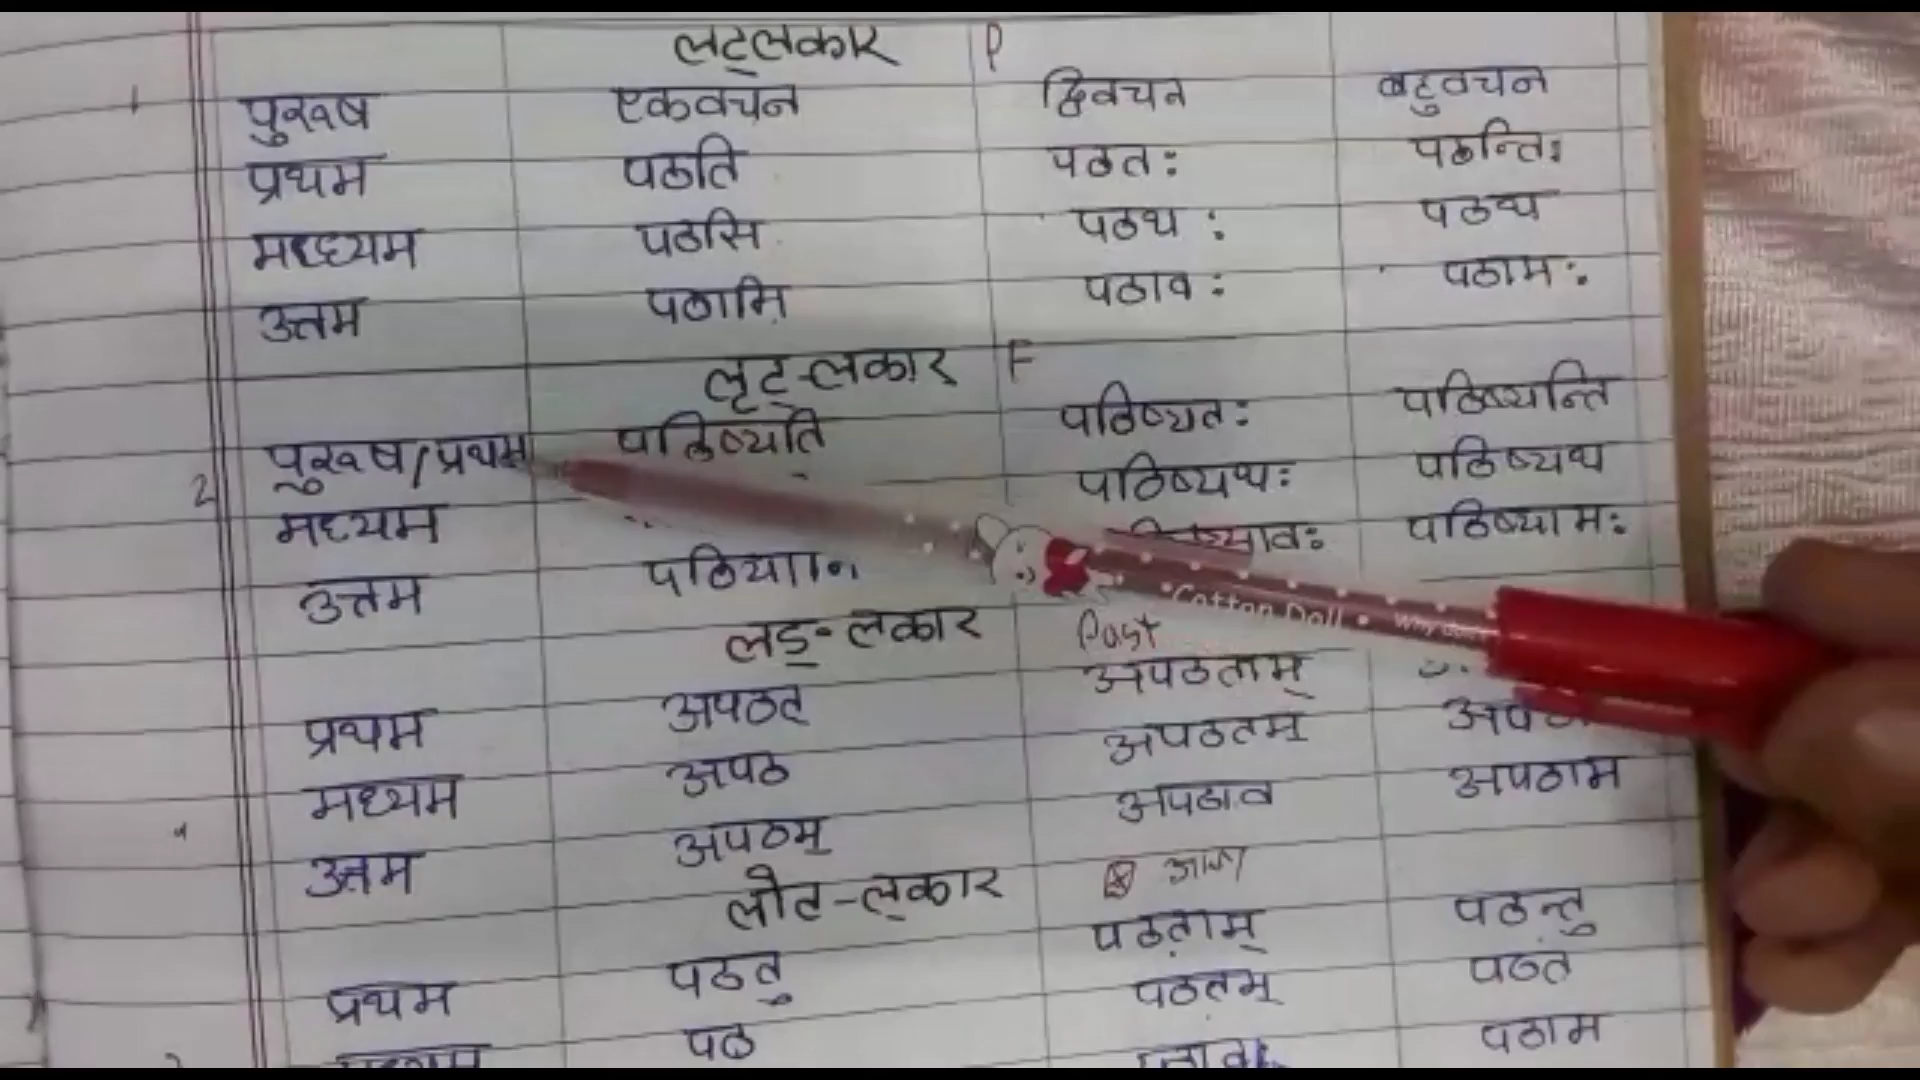 लट्लकार P
पुरूष एकवचन द्विवचन बहुवचन
प्रथम पठति पठतः पठन्तिः
मध्यम पठसि पठथः पठथ
उत्तम पठामि पठावः पठामः
लृट्-लकार F
पुरूष/प्रथम पठिष्यति पठिष्यतः पठिष्यन्ति
2
मध्यम पठिष्यथः पठिष्यथ
उत्तम पठिष्यामः
Cotton Doll
लङ्-लकार Past
प्रथम अपठत अपठताम्
मध्यम अपठ अपठतम्
उत्तम अपठम् अपठाव अपठाम
लोट-लकार
प्रथम पठतु पठताम् पठन्तु
पठ पठतम् पठत
पठाम